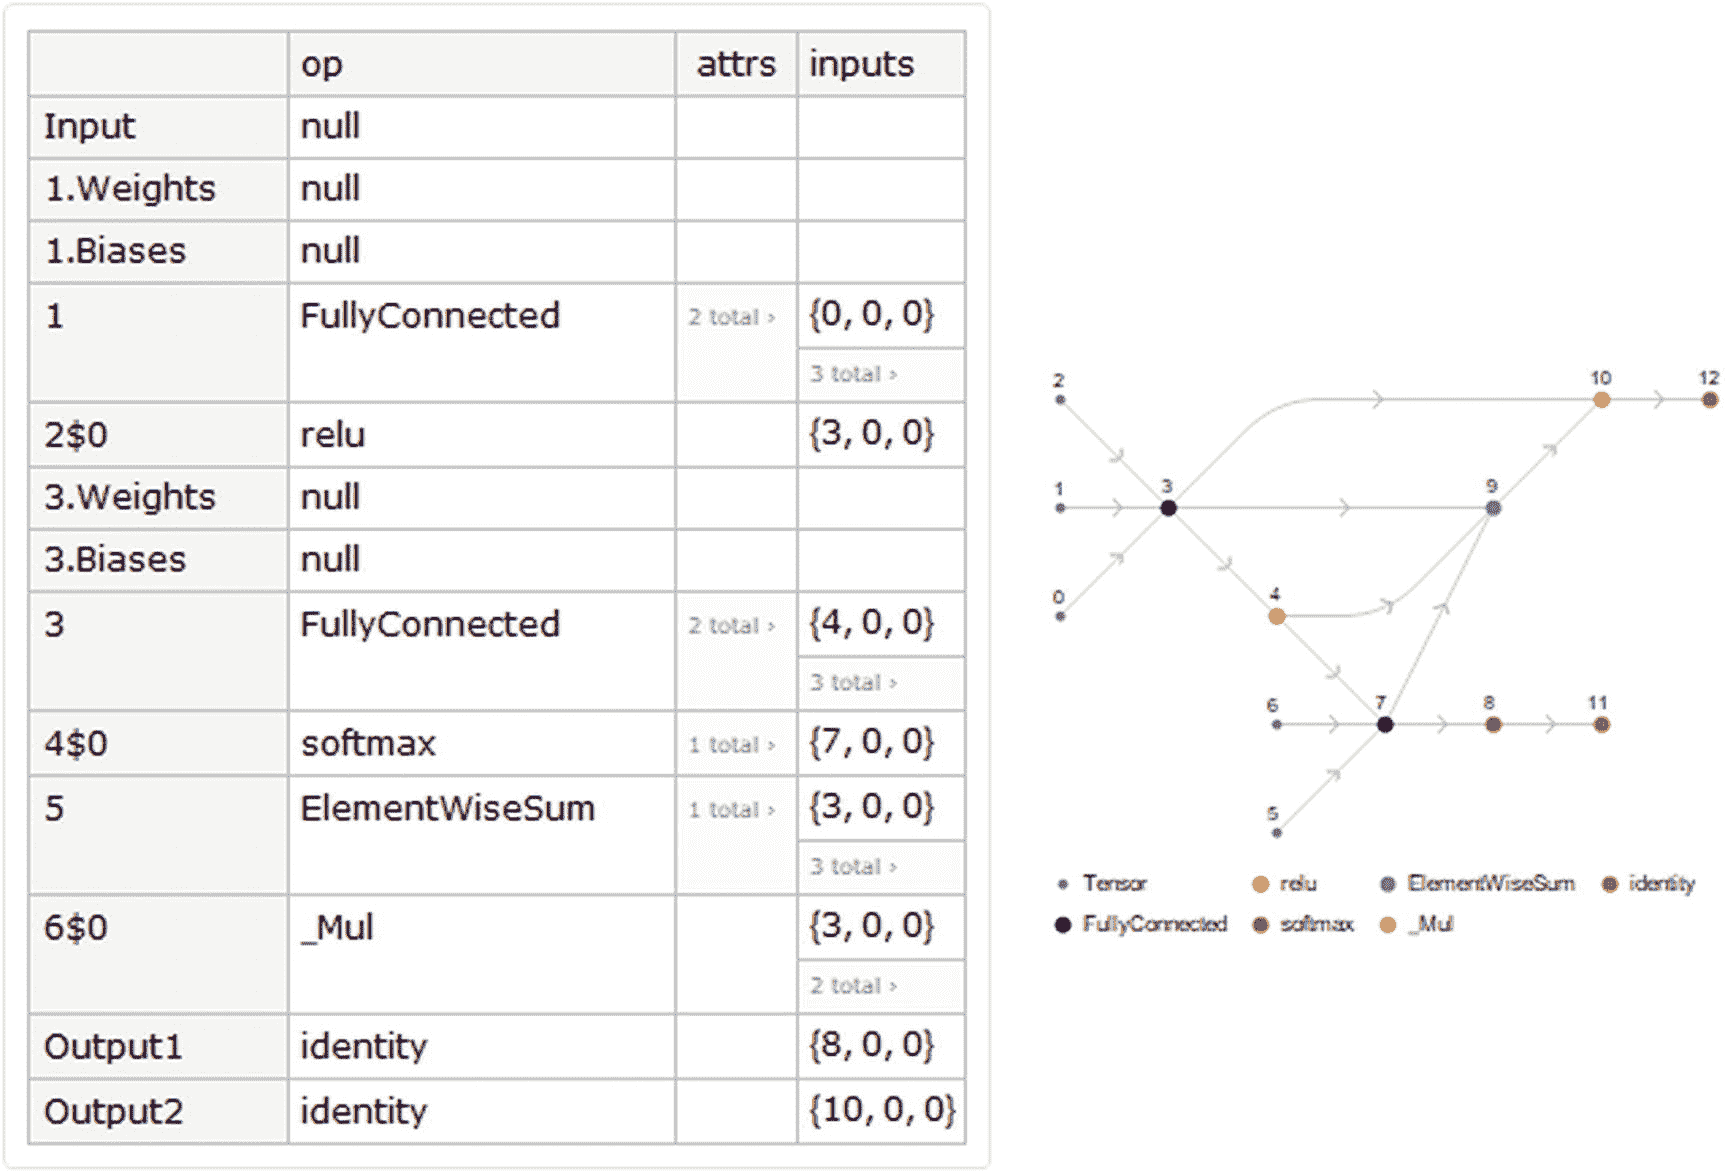 op attrs inputs
Input null
1.Weights null
1.Biases null
1 FullyConnected 2 total › {0, 0, 0}
3 total ›
2$0 relu {3, 0, 0}
3.Weights null
3.Biases null
3 FullyConnected 2 total › {4, 0, 0}
3 total ›
4$0 softmax 1 total › {7, 0, 0}
5 ElementWiseSum 1 total › {3, 0, 0}
3 total ›
6$0 _Mul {3, 0, 0}
2 total ›
Output1 identity {8, 0, 0}
Output2 identity {10, 0, 0}
2 10 12
1 3 9
0 4
6 7 8 11
5
Tensor relu ElementWiseSum identity
FullyConnected softmax _Mul